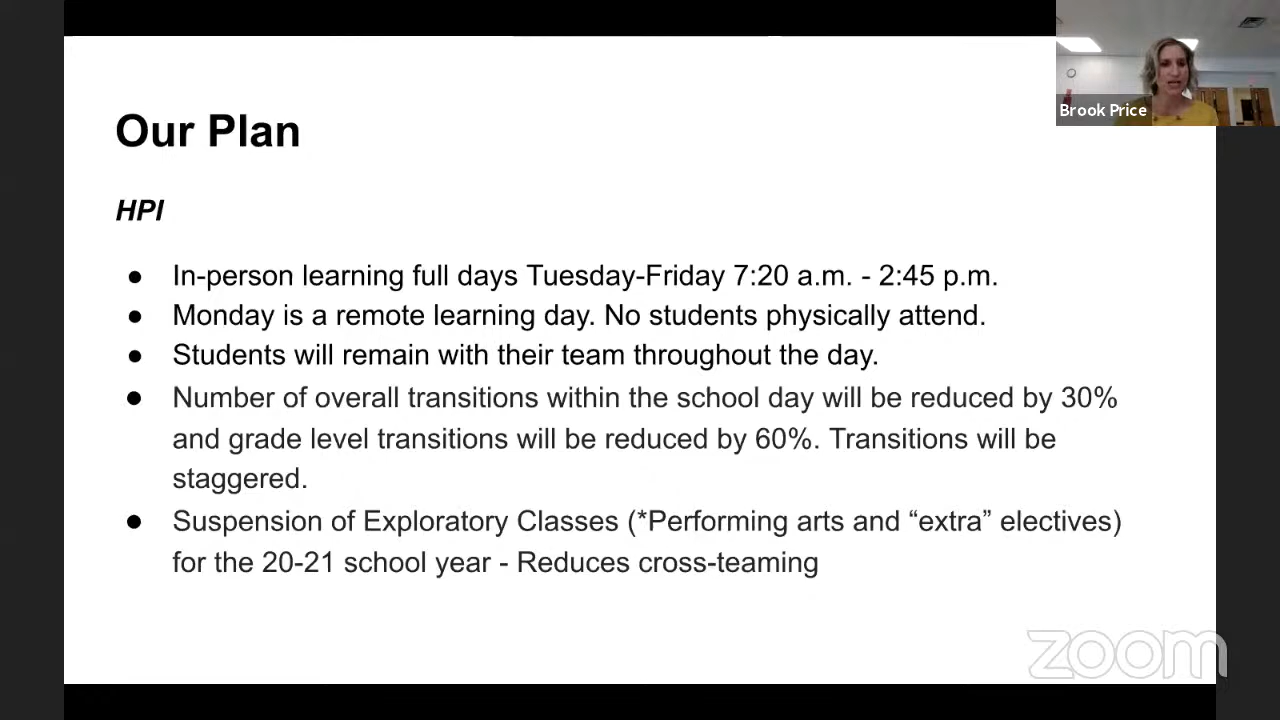 Brook Price
Our Plan
HPI
● In-person learning full days Tuesday-Friday 7:20 a.m. - 2:45 p.m.
● Monday is a remote learning day. No students physically attend.
● Students will remain with their team throughout the day.
● Number of overall transitions within the school day will be reduced by 30%
and grade level transitions will be reduced by 60%. Transitions will be
staggered.
● Suspension of Exploratory Classes (*Performing arts and “extra” electives)
for the 20-21 school year - Reduces cross-teaming
zoom